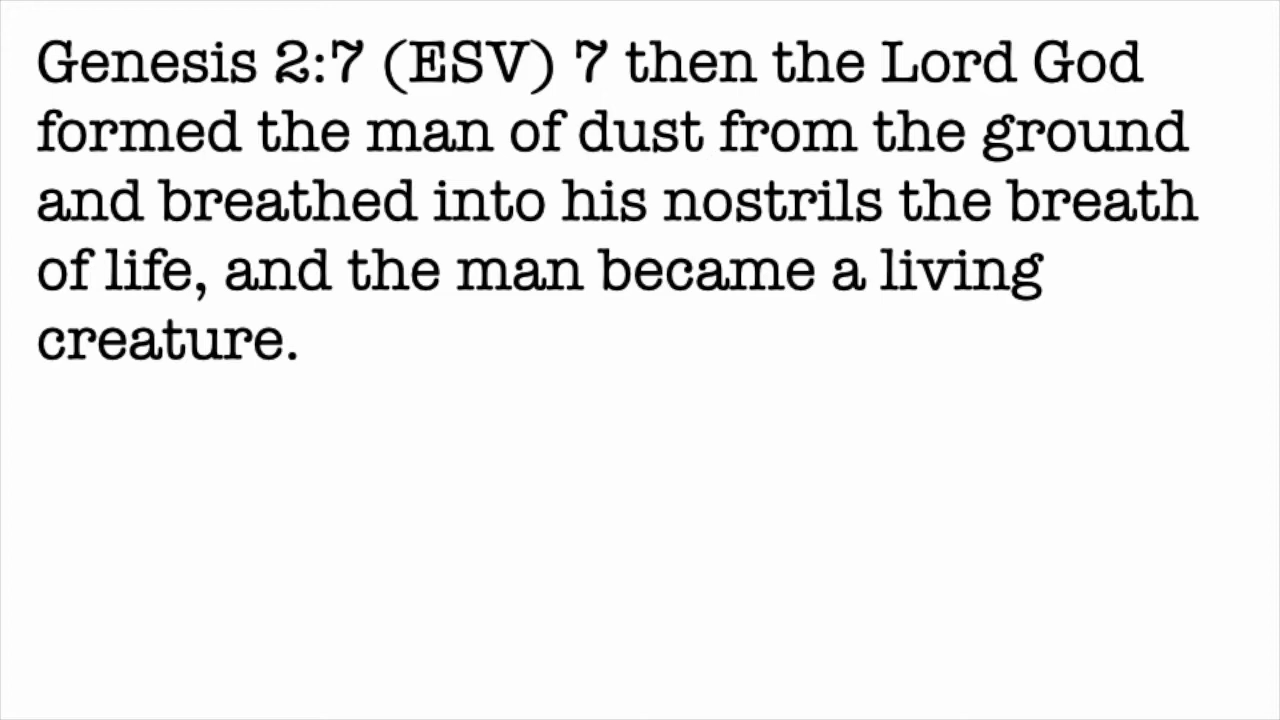 Genesis 2:7 (ESV) 7 then the Lord God
formed the man of dust from the ground
and breathed into his nostrils the breath
of life, and the man became a living
creature.